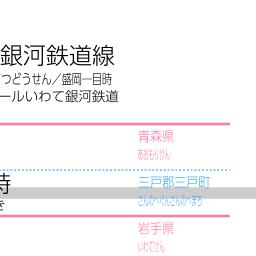 銀河鉄道線
つどうせん／盛岡―目時
ールいわて銀河鉄道
青森県
あおもりけん
三戸郡三戸町
さんのへぐんさんのへまち
時
き
岩手県
いわてけん